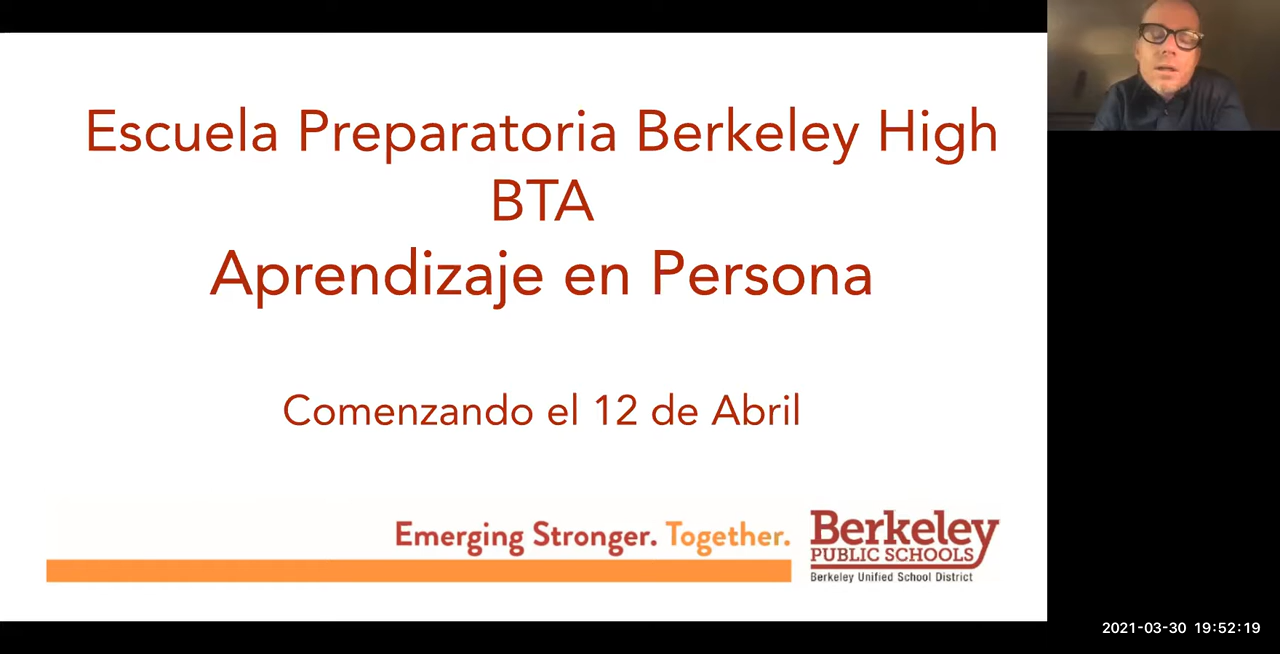 Escuela Preparatoria Berkeley High
BTA
Aprendizaje en Persona
Comenzando el 12 de Abril
Emerging Stronger. Together.
Berkeley
PUBLIC SCHOOLS
Berkeley Unified School District
2021-03-30 19:52:19